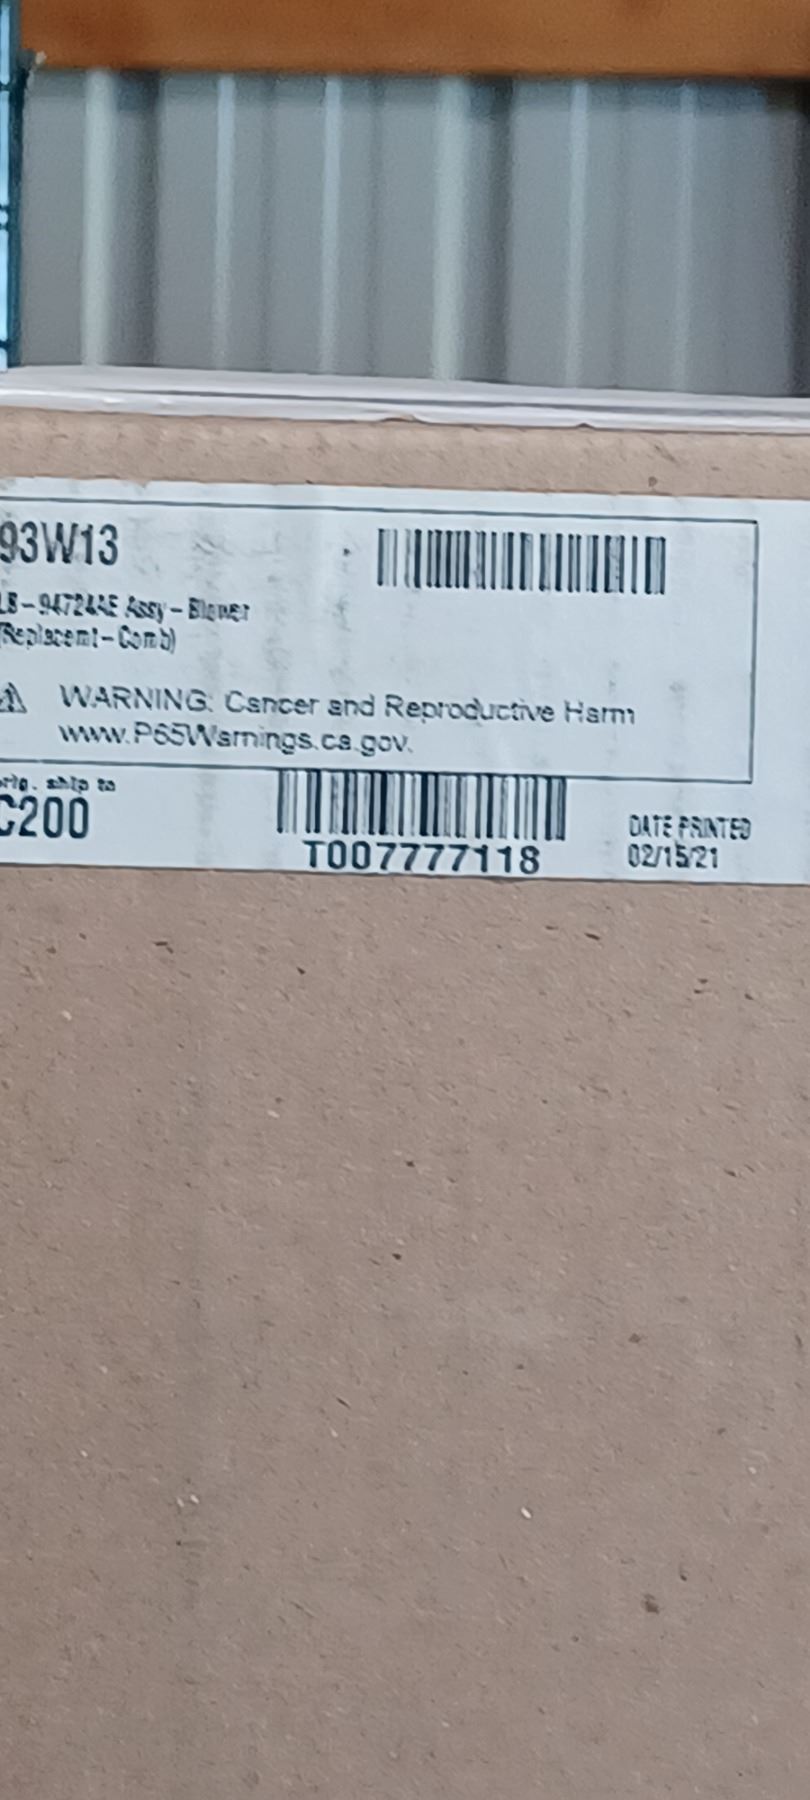 93W13
LB-94724AE Assy-Blower
(Replacemt-Comb)
WARNING: Cancer and Reproductive Harm
www.P65Warnings.ca.gov.
orig. ship to
C200
T007777118
DATE PRINTED
02/15/21